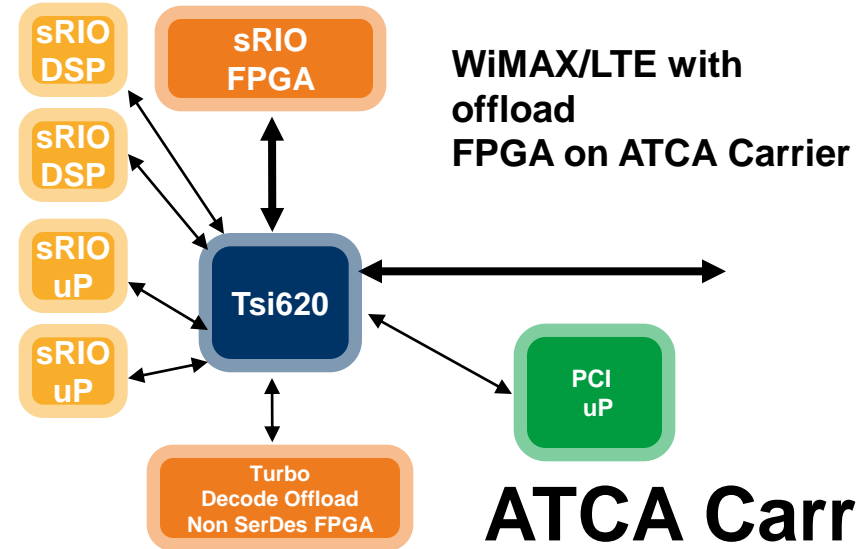 sRIO
DSP
sRIO
FPGA
WiMAX/LTE with
offload
FPGA on ATCA Carrier
sRIO
DSP
sRIO
uP
Tsi620
sRIO
uP
PCI
uP
Turbo
Decode Offload
Non SerDes FPGA
ATCA Carr